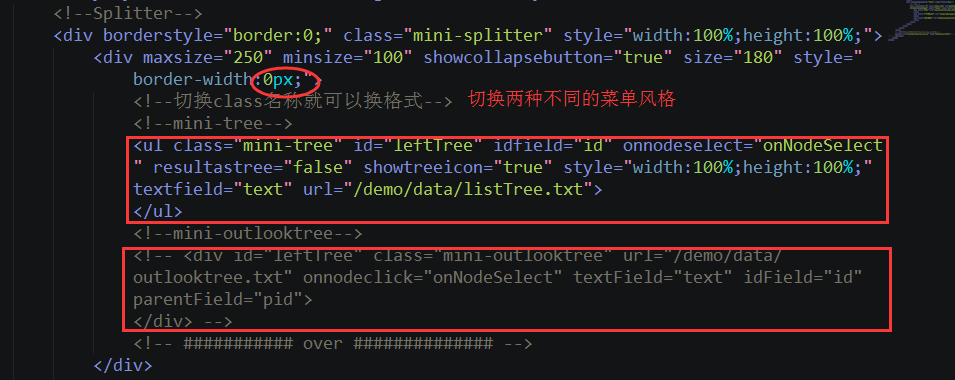 <!--Splitter-->
<div borderstyle="border:0;" class="mini-splitter" style="width:100%;height:100%;">
<div maxsize="250" minsize="100" showcollapsebutton="true" size="180" style="
border-width:0px;">
<!--切换class名称就可以换格式--> 切换两种不同的菜单风格
<!--mini-tree-->
<ul class="mini-tree" id="leftTree" idfield="id" onnodeselect="onNodeSelect
" resultastree="false" showtreeicon="true" style="width:100%;height:100%;"
textfield="text" url="/demo/data/listTree.txt">
</ul>
<!--mini-outlooktree-->
<!-- <div id="leftTree" class="mini-outlooktree" url="/demo/data/
outlooktree.txt" onnodeclick="onNodeSelect" textField="text" idField="id"
parentField="pid">
</div> -->
<!-- ########### over ############## -->
</div>